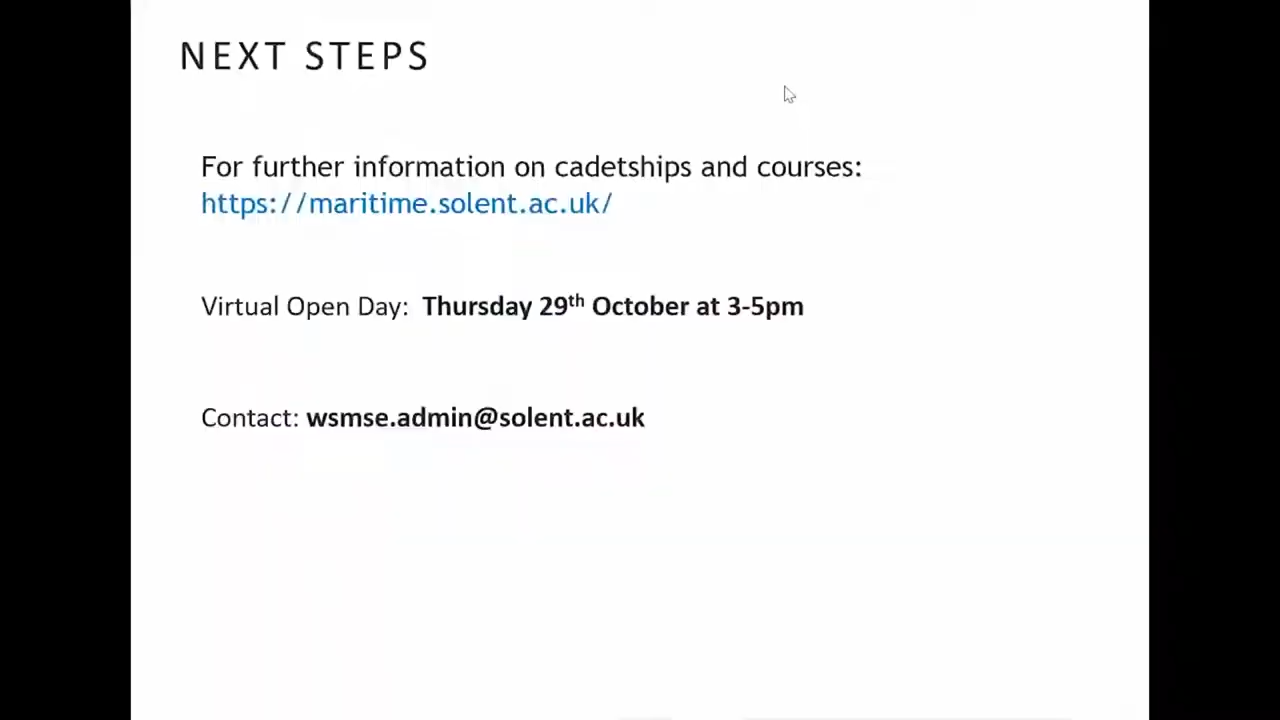 NEXT STEPS
For further information on cadetships and courses:
https://maritime.solent.ac.uk/
Virtual Open Day: Thursday 29th October at 3-5pm
Contact: wsmse.admin@solent.ac.uk